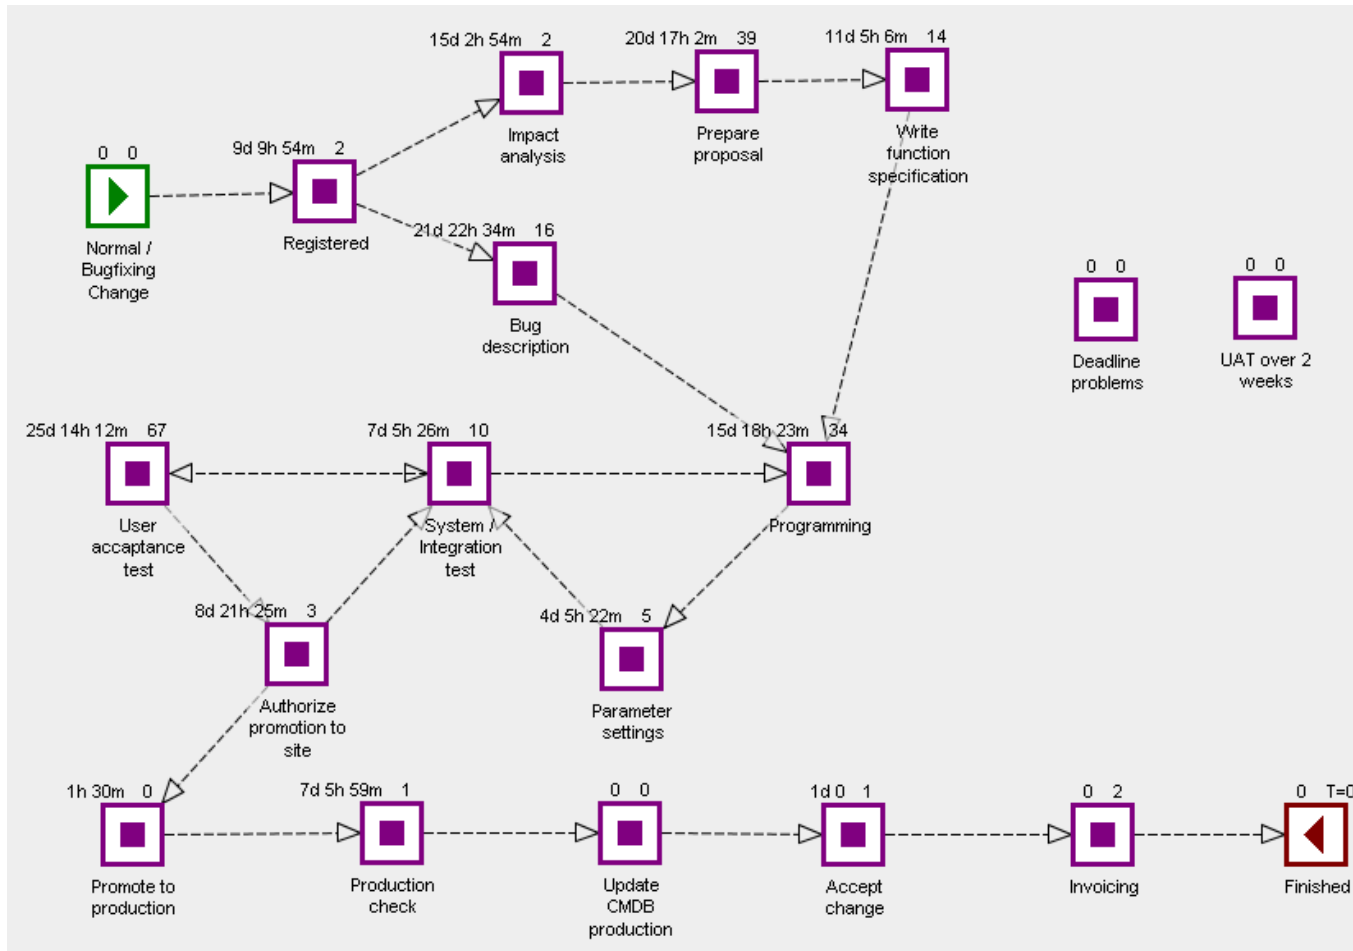 15d 2h 54m 2
Impact
analysis
20d 17h 2m 39
Prepare
proposal
11d 5h 6m 14
Write
function
specification
0 0
Normal /
Bugfixing
Change
9d 9h 54m 2
Registered
21d 22h 34m 16
Bug
description
0 0
Deadline
problems
0 0
UAT over 2
weeks
25d 14h 12m 67
User
accaptance
test
7d 5h 26m 10
System /
Integration
test
15d 18h 23m 34
Programming
8d 21h 25m 3
Authorize
promotion to
site
4d 5h 22m 5
Parameter
settings
1h 30m 0
Promote to
production
7d 5h 59m 1
Production
check
0 0
Update
CMDB
production
1d 0 1
Accept
change
0 2
Invoicing
0 T=0
Finished